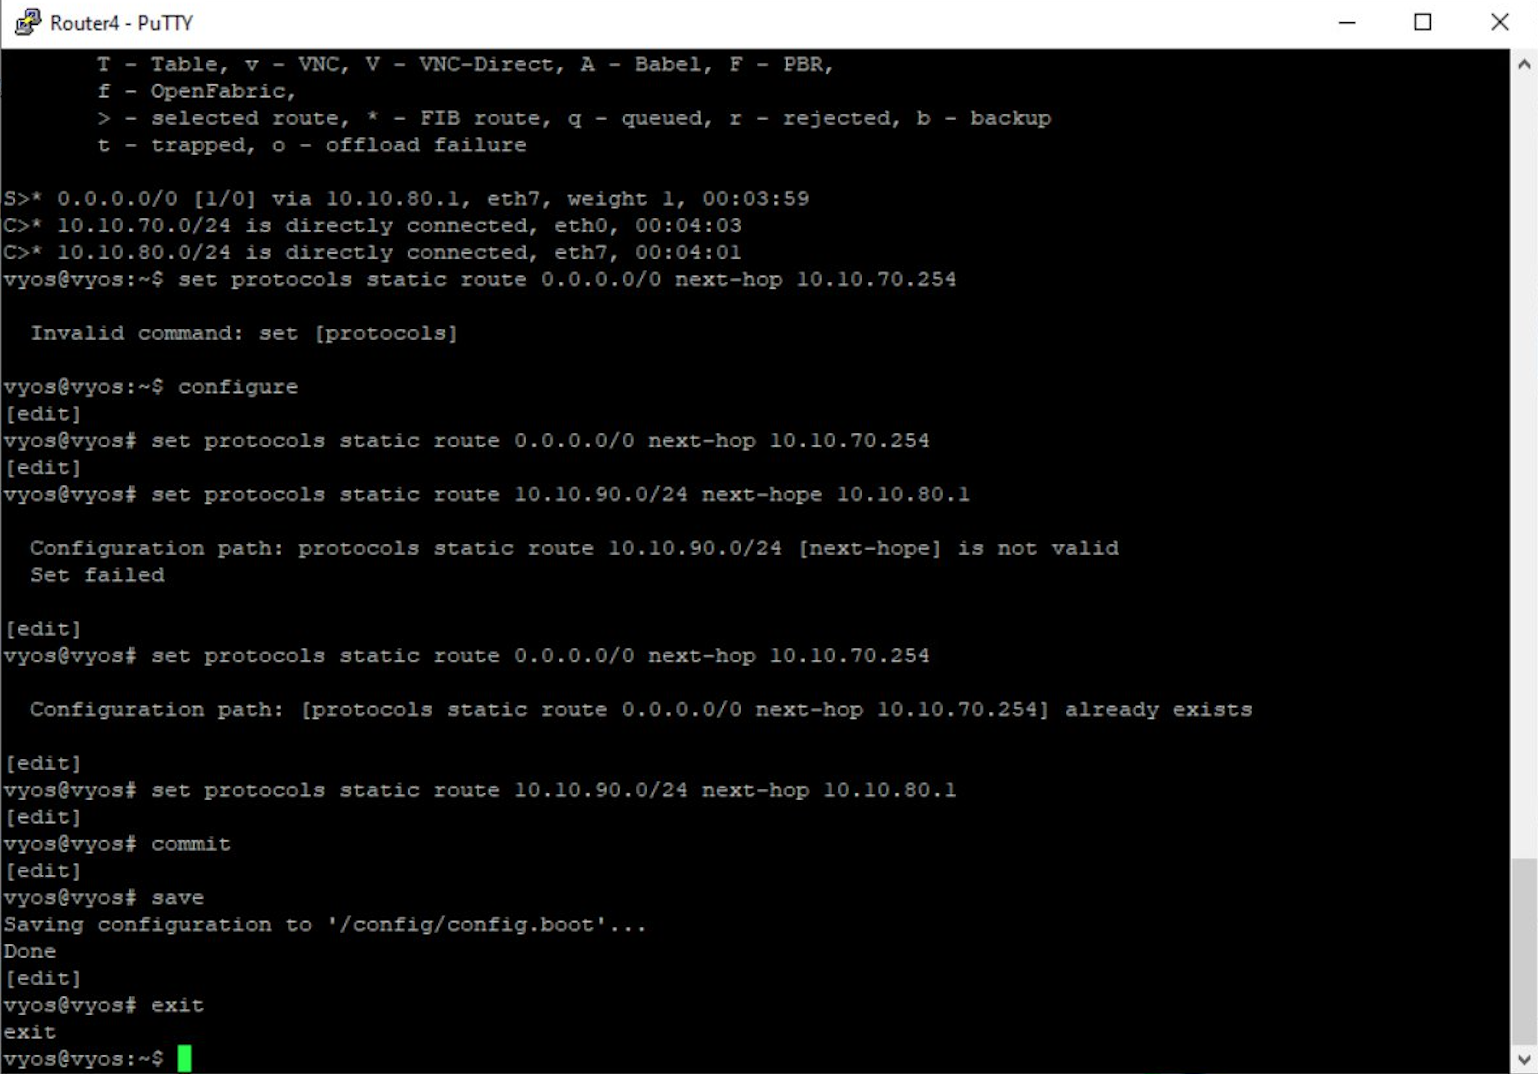 Router4 - PuTTY
T - Table, v - VNC, V - VNC-Direct, A - Babel, F - PBR,
f - OpenFabric,
> - selected route, * - FIB route, q - queued, r - rejected, b - backup
t - trapped, o - offload failure
S>* 0.0.0.0/0 [1/0] via 10.10.80.1, eth7, weight 1, 00:03:59
C>* 10.10.70.0/24 is directly connected, eth0, 00:04:03
C>* 10.10.80.0/24 is directly connected, eth7, 00:04:01
vyos@vyos:~$ set protocols static route 0.0.0.0/0 next-hop 10.10.70.254
Invalid command: set [protocols]
vyos@vyos:~$ configure
[edit]
vyos@vyos# set protocols static route 0.0.0.0/0 next-hop 10.10.70.254
[edit]
vyos@vyos# set protocols static route 10.10.90.0/24 next-hope 10.10.80.1
Configuration path: protocols static route 10.10.90.0/24 [next-hope] is not valid
Set failed
[edit]
vyos@vyos# set protocols static route 0.0.0.0/0 next-hop 10.10.70.254
Configuration path: [protocols static route 0.0.0.0/0 next-hop 10.10.70.254] already exists
[edit]
vyos@vyos# set protocols static route 10.10.90.0/24 next-hop 10.10.80.1
[edit]
vyos@vyos# commit
[edit]
vyos@vyos# save
Saving configuration to '/config/config.boot'...
Done
[edit]
vyos@vyos# exit
exit
vyos@vyos:~$